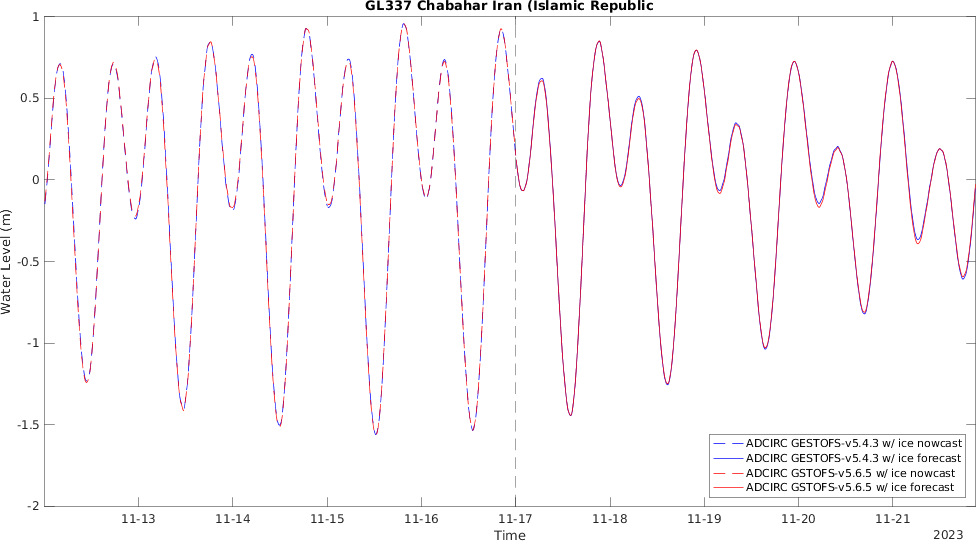 GL337 Chabahar Iran (Islamic Republic
1
0.5
0
-0.5
-1
-1.5
-2
Water Level (m)
11-13 11-14 11-15 11-16 11-17 11-18 11-19 11-20 11-21
Time
2023
ADCIRC GESTOFS-v5.4.3 w/ ice nowcast
ADCIRC GESTOFS-v5.4.3 w/ ice forecast
ADCIRC GSTOFS-v5.6.5 w/ ice nowcast
ADCIRC GSTOFS-v5.6.5 w/ ice forecast